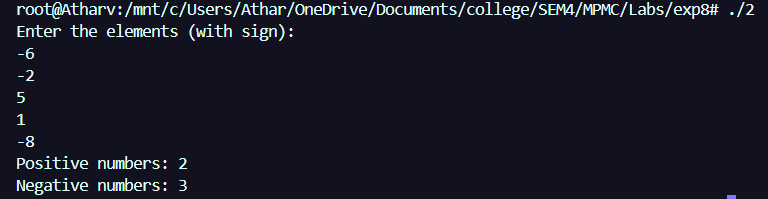 root@Atharv:/mnt/c/Users/Athar/OneDrive/Documents/college/SEM4/MPMC/Labs/exp8# ./2
Enter the elements (with sign):
-6
-2
5
1
-8
Positive numbers: 2
Negative numbers: 3